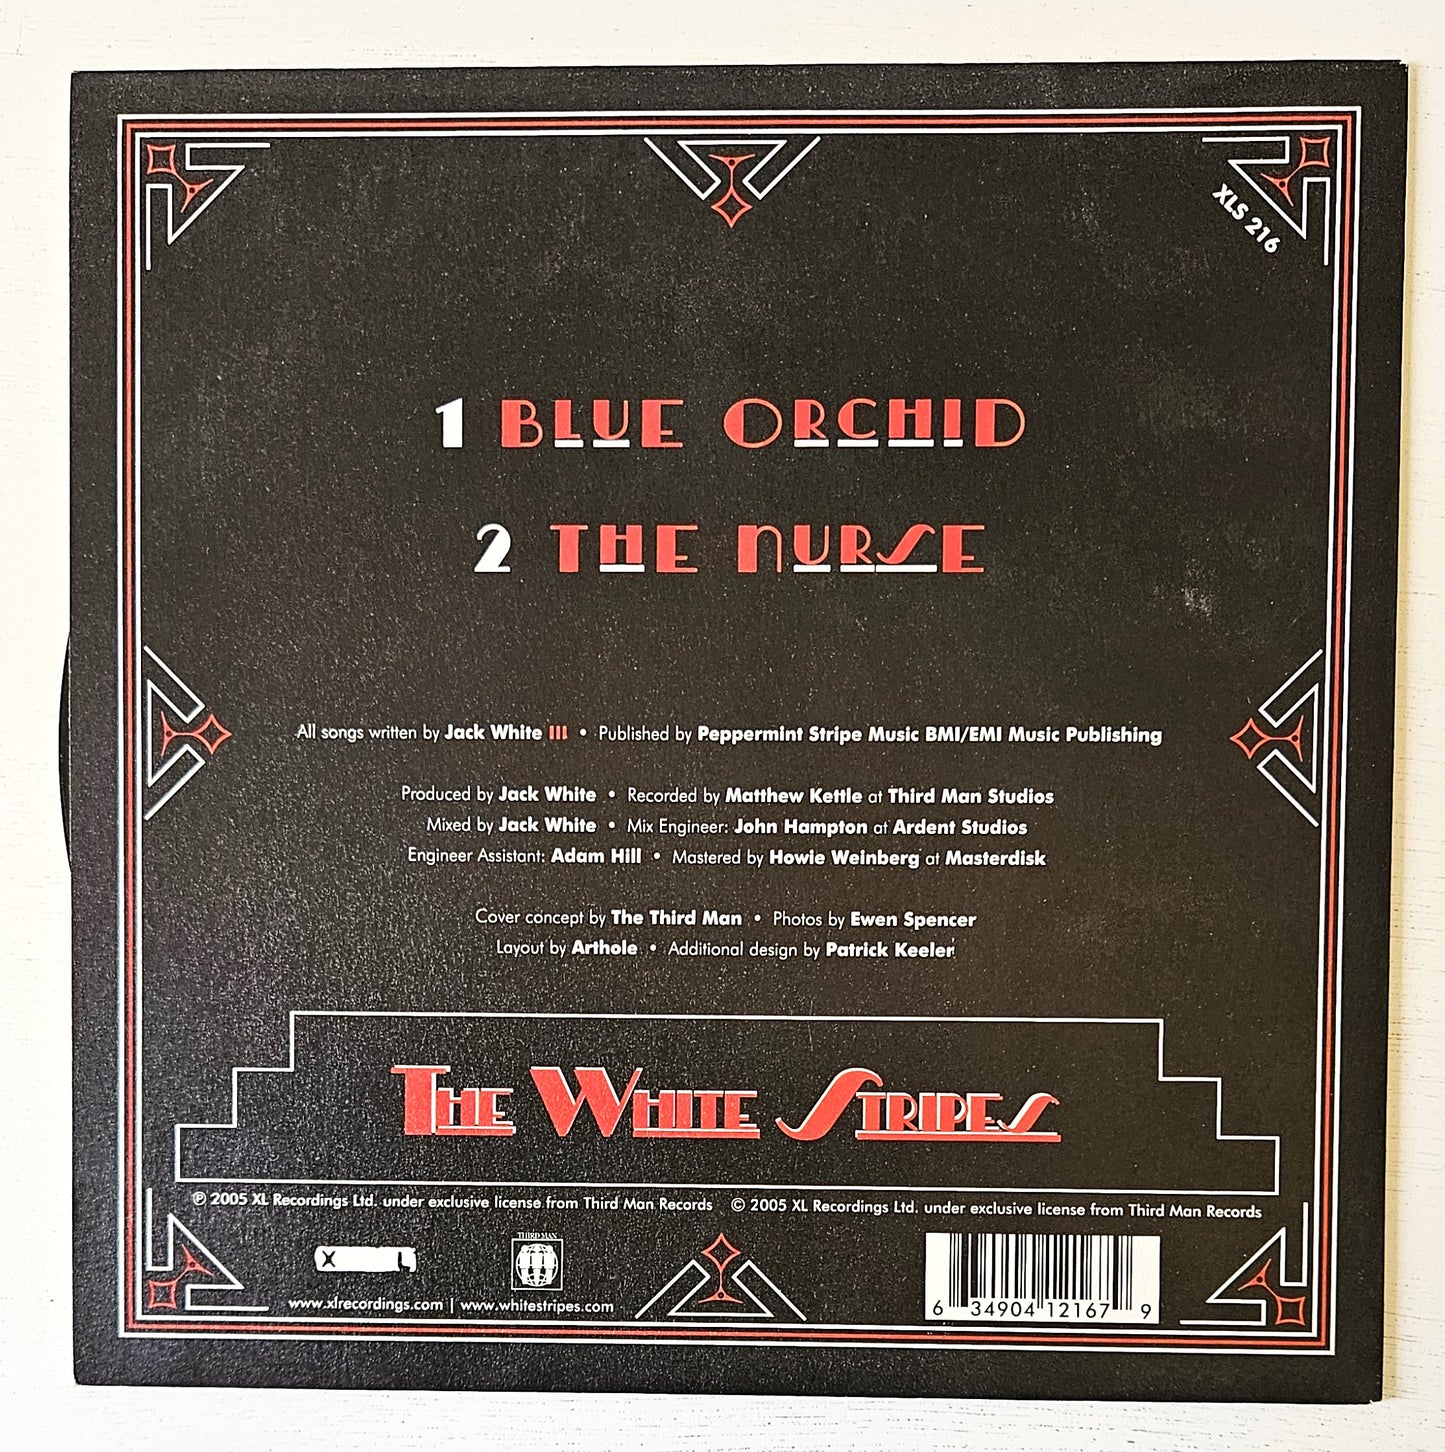 XLS 216
1 BLUE ORCHID
2 THE NURSE
All songs written by Jack White III • Published by Peppermint Stripe Music BMI/EMI Music Publishing
Produced by Jack White • Recorded by Matthew Kettle at Third Man Studios
Mixed by Jack White • Mix Engineer: John Hampton at Ardent Studios
Engineer Assistant: Adam Hill • Mastered by Howie Weinberg at Masterdisk
Cover concept by The Third Man • Photos by Ewen Spencer
Layout by Arthole • Additional design by Patrick Keeler
THE WHITE STRIPES
℗ 2005 XL Recordings Ltd. under exclusive license from Third Man Records © 2005 XL Recordings Ltd. under exclusive license from Third Man Records
X L
THIRD MAN
www.xlrecordings.com | www.whitestripes.com
6 34904 12167 9